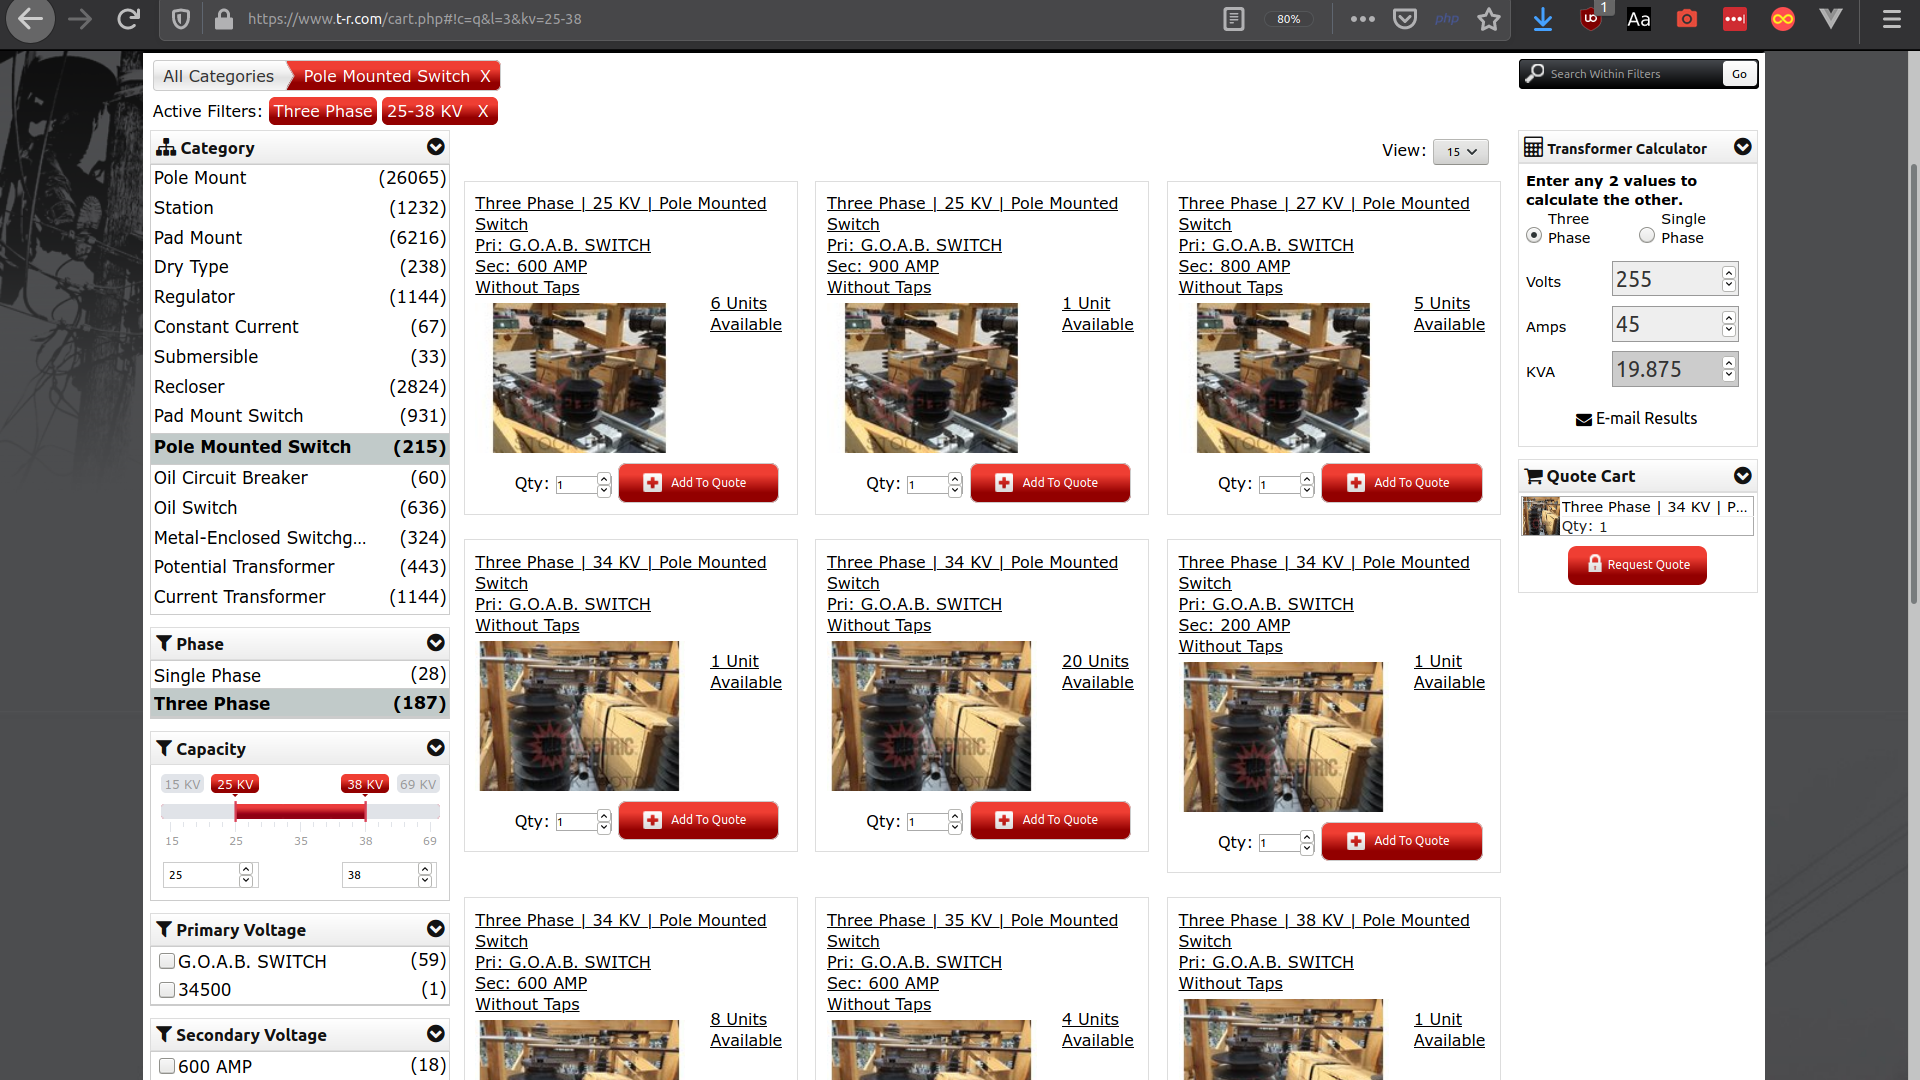 https://www.t-r.com/cart.php#!c=q&l=3&kv=25-38
80%
php
1
Aa
All Categories
Pole Mounted Switch X
Search Within Filters
Go
Active Filters: Three Phase 25-38 KV X
Category
Pole Mount (26065)
Station (1232)
Pad Mount (6216)
Dry Type (238)
Regulator (1144)
Constant Current (67)
Submersible (33)
Recloser (2824)
Pad Mount Switch (931)
Pole Mounted Switch (215)
Oil Circuit Breaker (60)
Oil Switch (636)
Metal-Enclosed Switchg... (324)
Potential Transformer (443)
Current Transformer (1144)
Phase
Single Phase (28)
Three Phase (187)
Capacity
15 KV 25 KV 38 KV 69 KV
15 25 35 38 69
25 38
Primary Voltage
G.O.A.B. SWITCH (59)
34500 (1)
Secondary Voltage
600 AMP (18)
View: 15
Three Phase | 25 KV | Pole Mounted
Switch
Pri: G.O.A.B. SWITCH
Sec: 600 AMP
Without Taps
6 Units
Available
Qty: 1 Add To Quote
Three Phase | 25 KV | Pole Mounted
Switch
Pri: G.O.A.B. SWITCH
Sec: 900 AMP
Without Taps
1 Unit
Available
Qty: 1 Add To Quote
Three Phase | 27 KV | Pole Mounted
Switch
Pri: G.O.A.B. SWITCH
Sec: 800 AMP
Without Taps
5 Units
Available
Qty: 1 Add To Quote
Three Phase | 34 KV | Pole Mounted
Switch
Pri: G.O.A.B. SWITCH
Without Taps
1 Unit
Available
Qty: 1 Add To Quote
Three Phase | 34 KV | Pole Mounted
Switch
Pri: G.O.A.B. SWITCH
Without Taps
20 Units
Available
Qty: 1 Add To Quote
Three Phase | 34 KV | Pole Mounted
Switch
Pri: G.O.A.B. SWITCH
Sec: 200 AMP
Without Taps
1 Unit
Available
Qty: 1 Add To Quote
Three Phase | 34 KV | Pole Mounted
Switch
Pri: G.O.A.B. SWITCH
Sec: 600 AMP
Without Taps
8 Units
Available
Three Phase | 35 KV | Pole Mounted
Switch
Pri: G.O.A.B. SWITCH
Sec: 600 AMP
Without Taps
4 Units
Available
Three Phase | 38 KV | Pole Mounted
Switch
Pri: G.O.A.B. SWITCH
Without Taps
1 Unit
Available
Transformer Calculator
Enter any 2 values to
calculate the other.
Three
Phase
Single
Phase
Volts 255
Amps 45
KVA 19.875
E-mail Results
Quote Cart
Three Phase | 34 KV | P...
Qty: 1
Request Quote